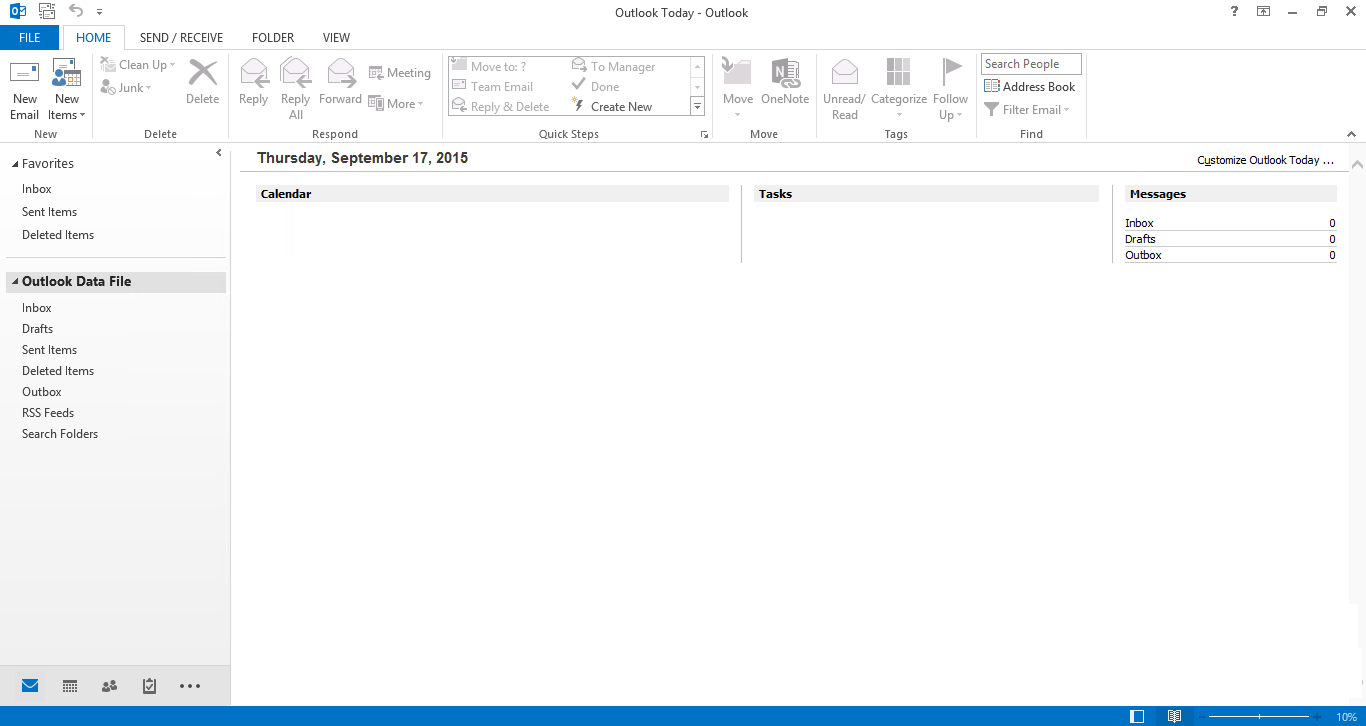 Outlook Today - Outlook
?
FILE HOME SEND / RECEIVE FOLDER VIEW
New Email
New Items
New
Clean Up
Junk
Delete
Delete
Reply
Reply All
Forward
Meeting
More
Respond
Move to: ?
Team Email
Reply & Delete
To Manager
Done
Create New
Quick Steps
Move
OneNote
Move
Unread/ Read
Categorize
Follow Up
Tags
Search People
Address Book
Filter Email
Find
Favorites
Inbox
Sent Items
Deleted Items
Outlook Data File
Inbox
Drafts
Sent Items
Deleted Items
Outbox
RSS Feeds
Search Folders
Thursday, September 17, 2015
Customize Outlook Today ...
Calendar
Tasks
Messages
Inbox 0
Drafts 0
Outbox 0
10%